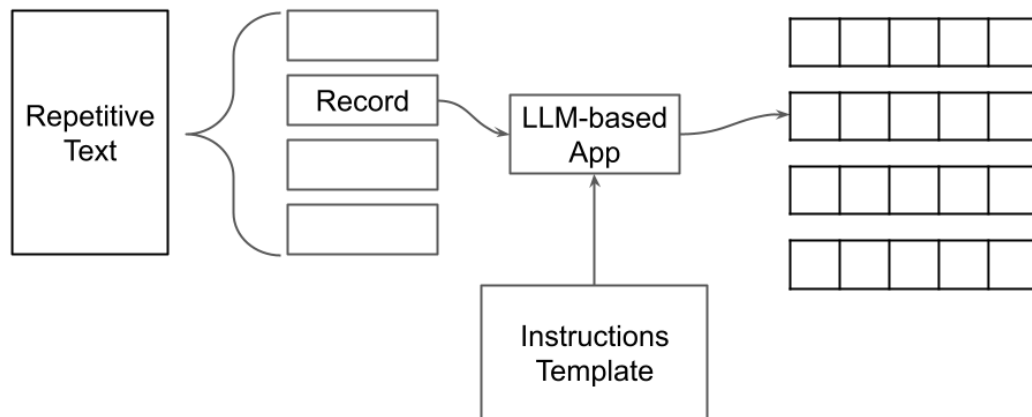 Repetitive
Text
Record
LLM-based
App
Instructions
Template